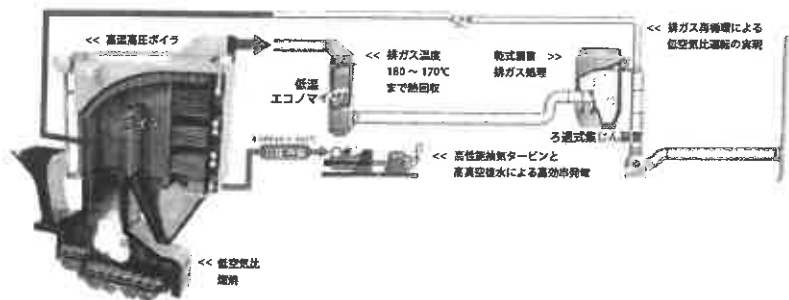 << 高温高圧ボイラ
<< 排ガス温度
180～170℃
まで熱回収
低温
エコノマイザ
乾式 >>
排ガス処理
<< 排ガス再循環による
低空気比運転の実現
ろ過式集じん装置
<< 高性能抽気タービンと
高真空復水による高効率発電
<< 低空気比
燃焼